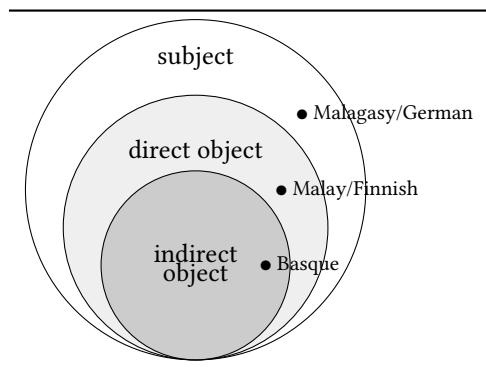 subject
● Malagasy/German
direct object
● Malay/Finnish
indirect
object
● Basque